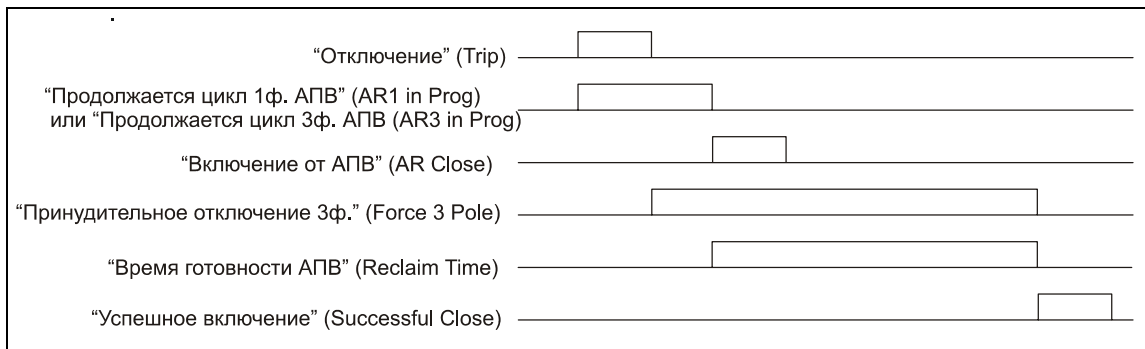 “Отключение” (Trip)
“Продолжается цикл 1ф. АПВ” (AR1 in Prog)
или “Продолжается цикл 3ф. АПВ (AR3 in Prog)
“Включение от АПВ” (AR Close)
“Принудительное отключение 3ф.” (Force 3 Pole)
“Время готовности АПВ” (Reclaim Time)
“Успешное включение” (Successful Close)